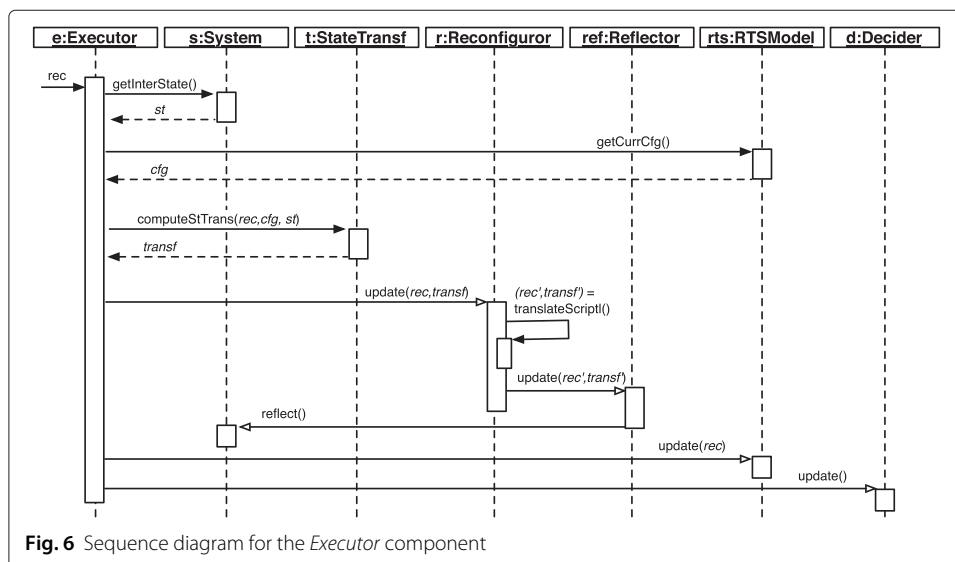 e:Executor
s:System
t:StateTransf
r:Reconfiguror
ref:Reflector
rts:RTSModel
d:Decider
rec
getInterState()
st
getCurrCfg()
cfg
computeStTrans(rec,cfg, st)
transf
update(rec,transf)
(rec',transf') =
translateScriptl()
update(rec',transf')
reflect()
update(rec)
update()
Fig. 6 Sequence diagram for the Executor component